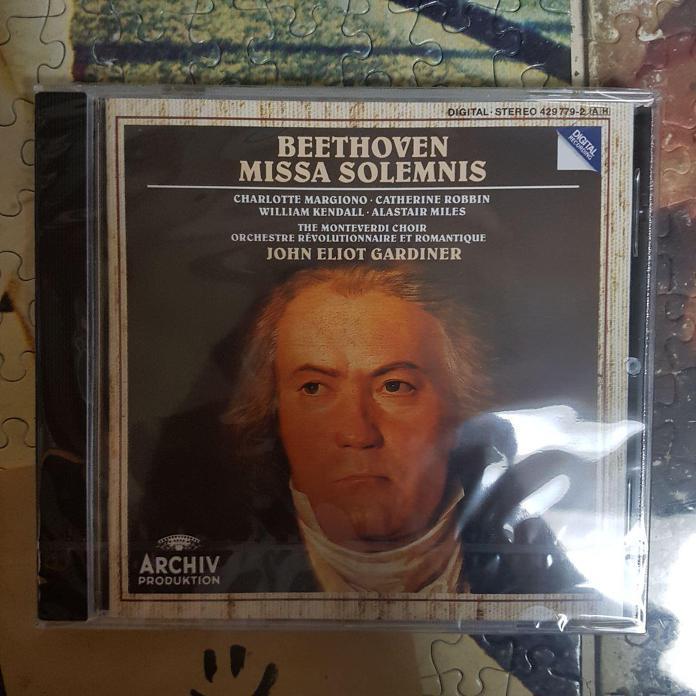 DIGITAL·STEREO 429 779-2 AH
DIGITAL
RECORDING
BEETHOVEN
MISSA SOLEMNIS
CHARLOTTE MARGIONO · CATHERINE ROBBIN
WILLIAM KENDALL · ALASTAIR MILES
THE MONTEVERDI CHOIR
ORCHESTRE RÉVOLUTIONNAIRE ET ROMANTIQUE
JOHN ELIOT GARDINER
ARCHIV
PRODUKTION